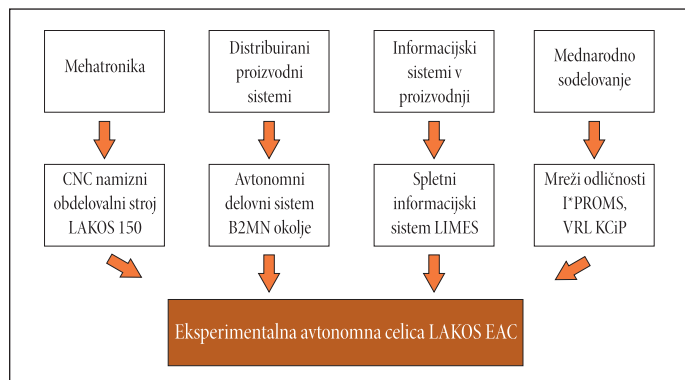 Mehatronika
Distribuirani
proizvodni
sistemi
Informacijski
sistemi v
proizvodnji
Mednarodno
sodelovanje
CNC namizni
obdelovalni stroj
LAKOS 150
Avtonomni
delovni sistem
B2MN okolje
Spletni
informacijski
sistem LIMES
Mreži odličnosti
I*PROMS,
VRL KCiP
Eksperimentalna avtonomna celica LAKOS EAC